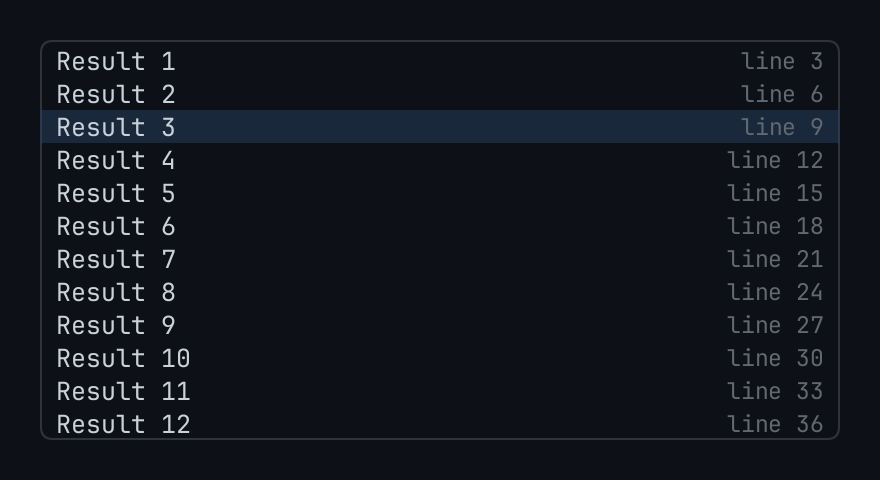 Result 1 line 3
Result 2 line 6
Result 3 line 9
Result 4 line 12
Result 5 line 15
Result 6 line 18
Result 7 line 21
Result 8 line 24
Result 9 line 27
Result 10 line 30
Result 11 line 33
Result 12 line 36